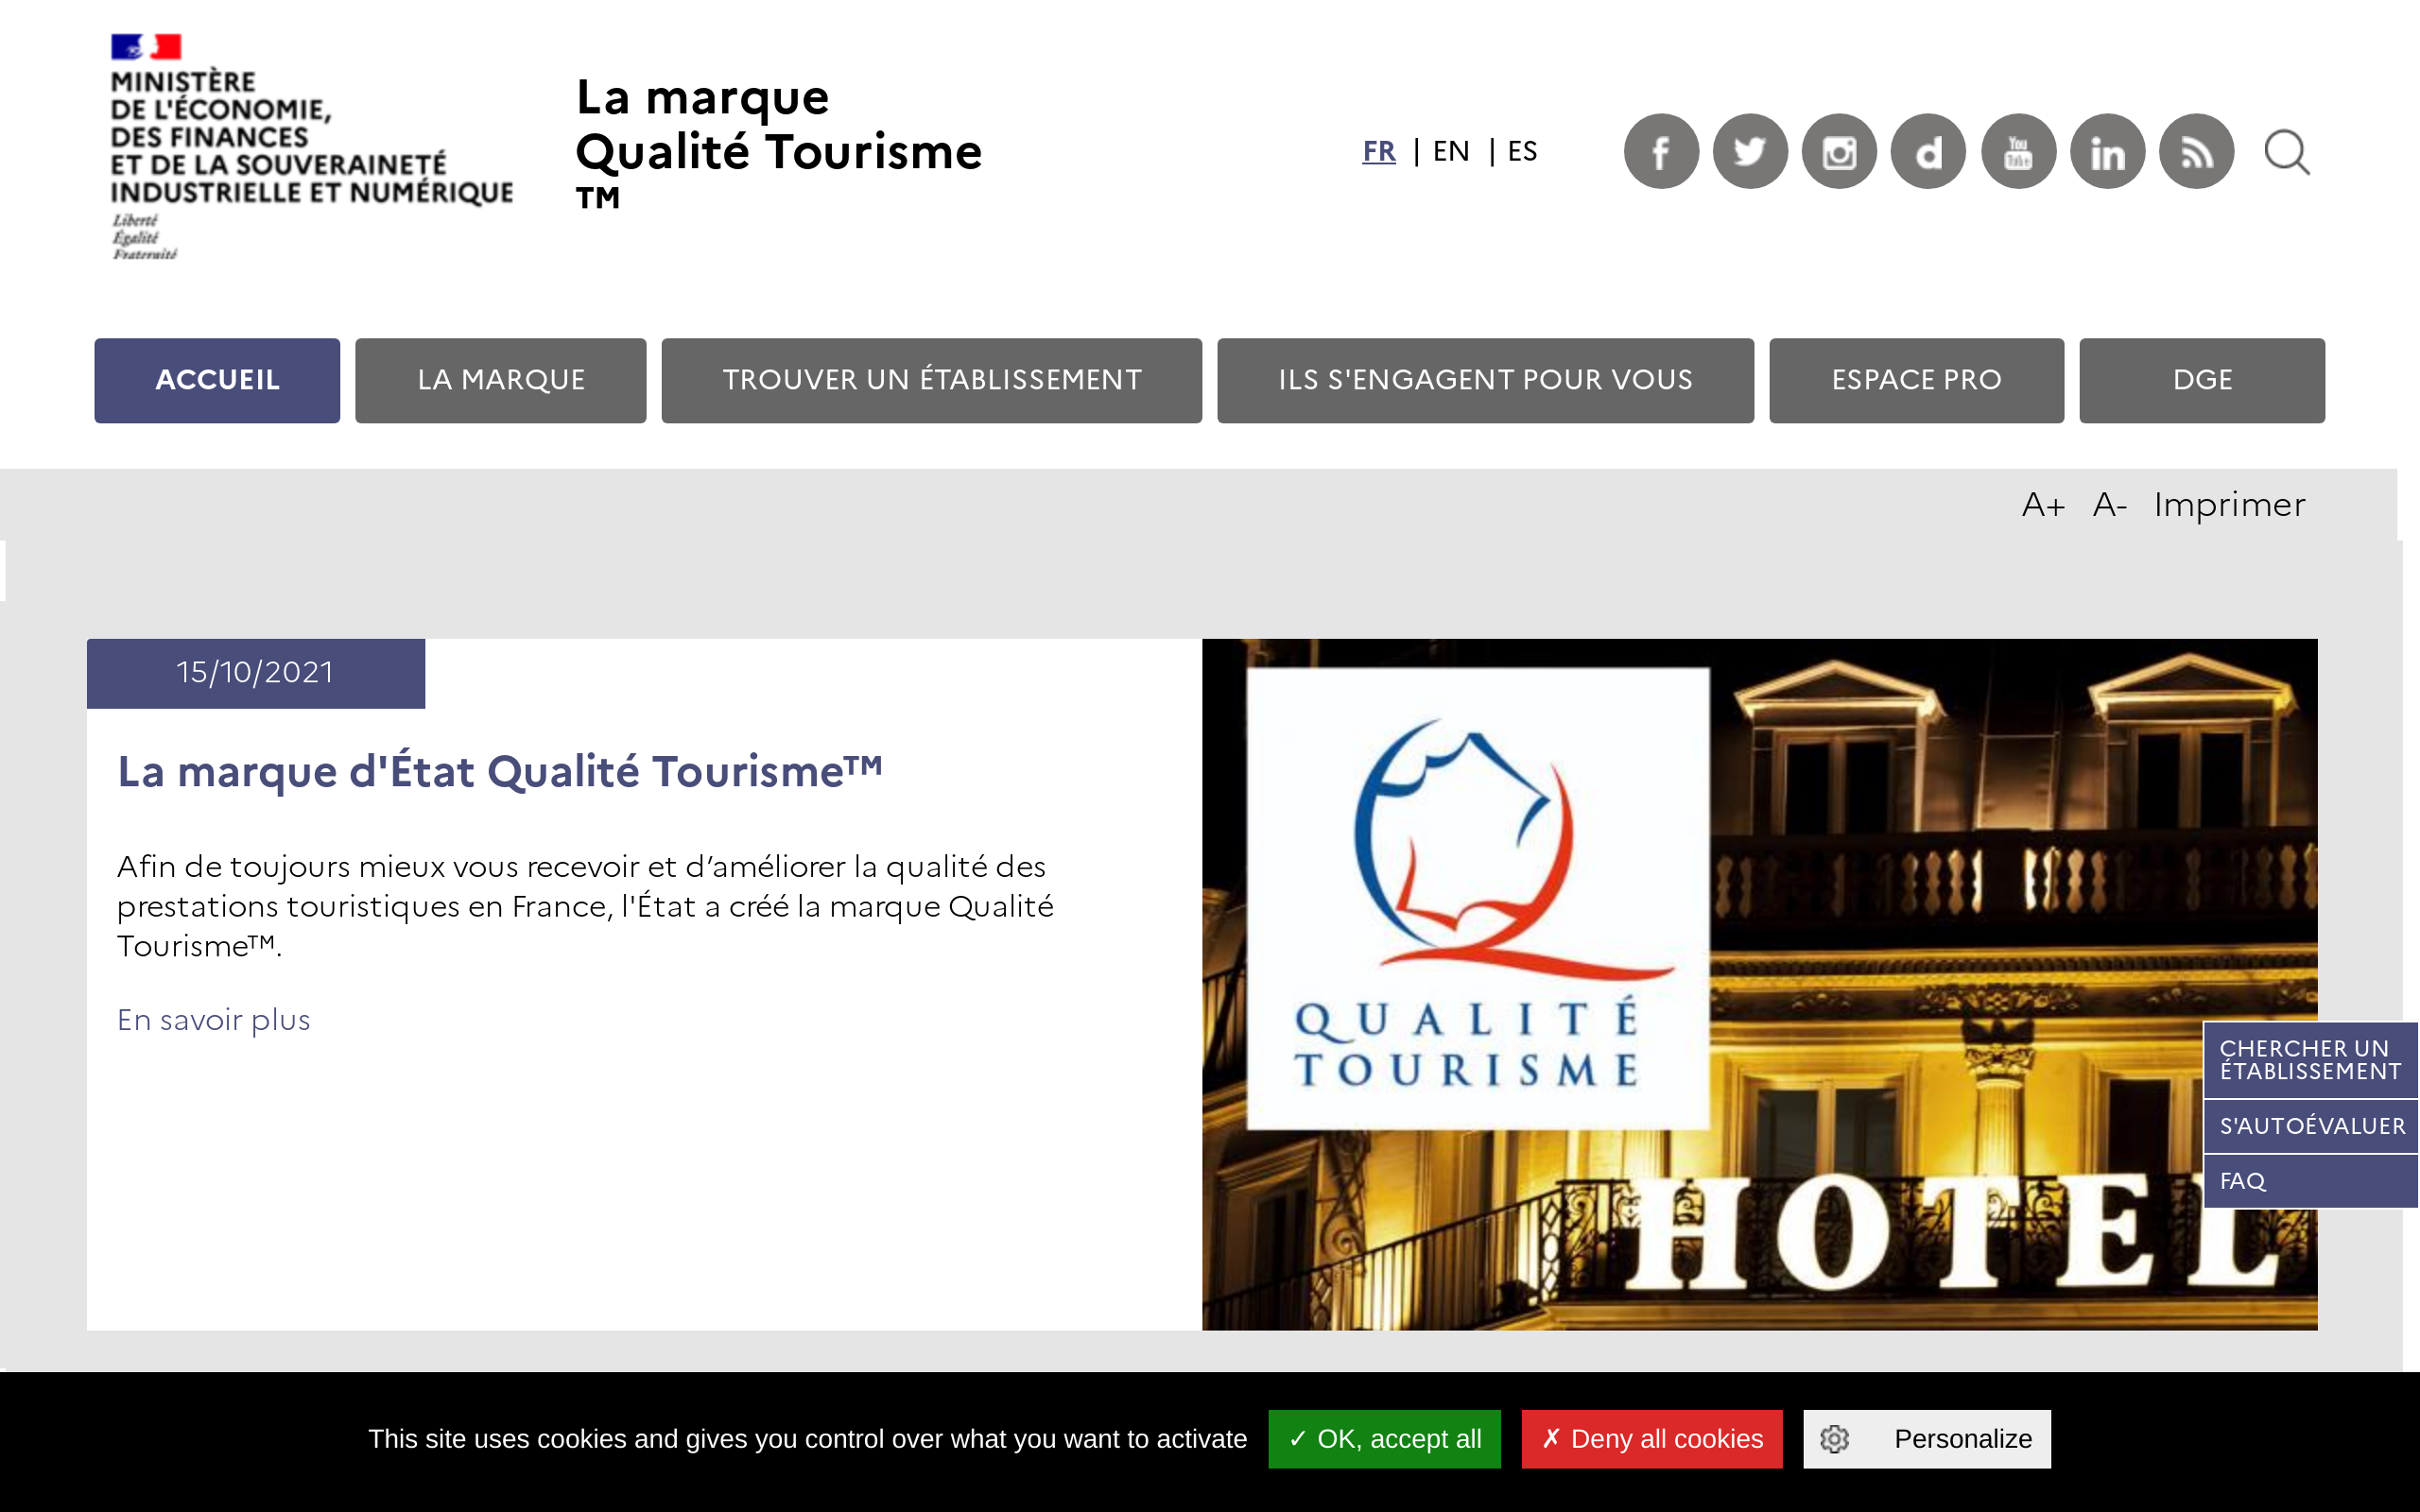 MINISTÈRE
DE L'ÉCONOMIE,
DES FINANCES
ET DE LA SOUVERAINETÉ
INDUSTRIELLE ET NUMÉRIQUE
Liberté
Égalité
Fraternité
La marque
Qualité Tourisme
™
FR | EN | ES
You
Tube
in
ACCUEIL
LA MARQUE
TROUVER UN ÉTABLISSEMENT
ILS S'ENGAGENT POUR VOUS
ESPACE PRO
DGE
A+ A- Imprimer
15/10/2021
La marque d'État Qualité Tourisme™
Afin de toujours mieux vous recevoir et d’améliorer la qualité des
prestations touristiques en France, l'État a créé la marque Qualité
Tourisme™.
En savoir plus
QUALITÉ
TOURISME
HOTEL
CHERCHER UN
ÉTABLISSEMENT
S'AUTOÉVALUER
FAQ
This site uses cookies and gives you control over what you want to activate
✓ OK, accept all
✗ Deny all cookies
Personalize